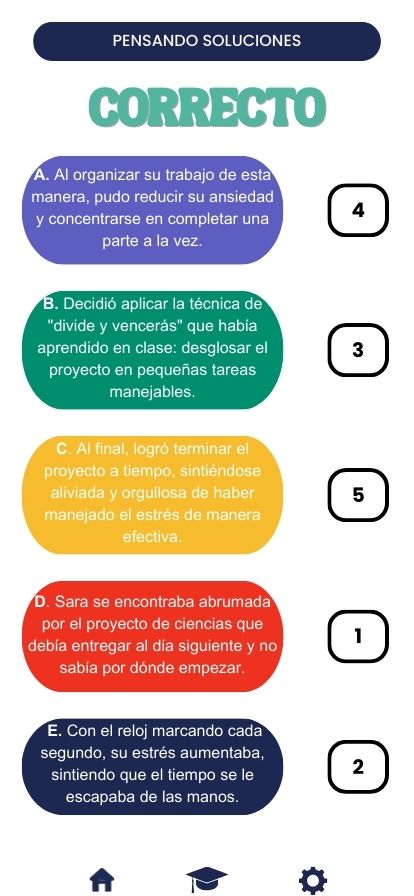 PENSANDO SOLUCIONES
CORRECTO
A. Al organizar su trabajo de esta
manera, pudo reducir su ansiedad
y concentrarse en completar una
parte a la vez.
4
B. Decidió aplicar la técnica de
"divide y vencerás" que había
aprendido en clase: desglosar el
proyecto en pequeñas tareas
manejables.
3
C. Al final, logró terminar el
proyecto a tiempo, sintiéndose
aliviada y orgullosa de haber
manejado el estrés de manera
efectiva.
5
D. Sara se encontraba abrumada
por el proyecto de ciencias que
debía entregar al día siguiente y no
sabía por dónde empezar.
1
E. Con el reloj marcando cada
segundo, su estrés aumentaba,
sintiendo que el tiempo se le
escapaba de las manos.
2